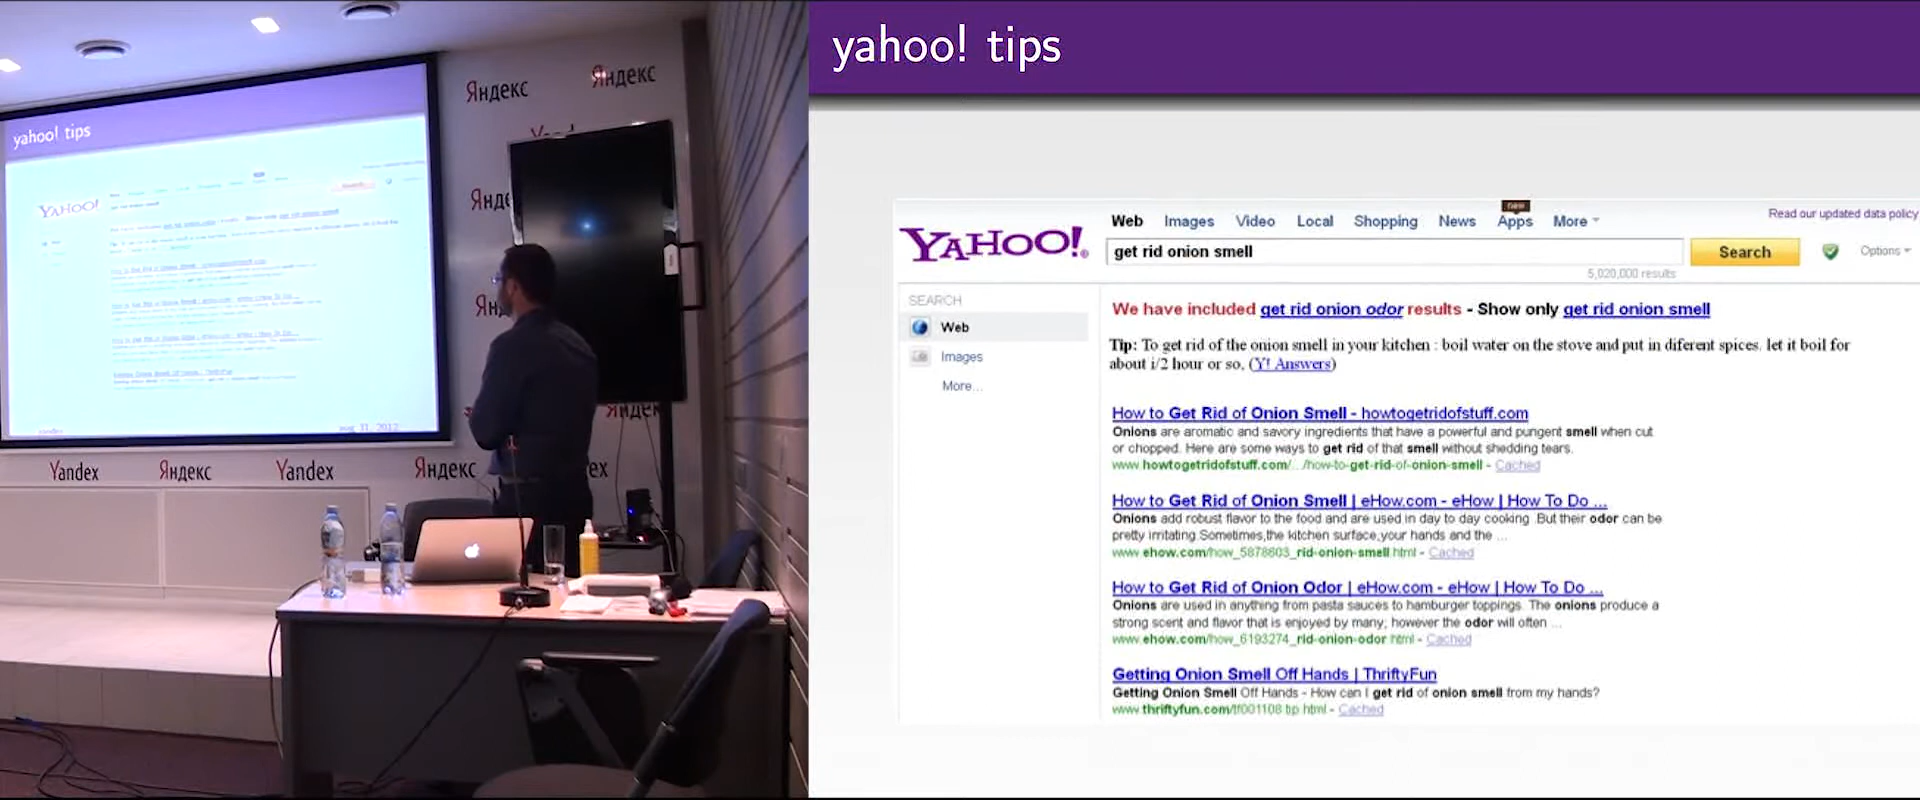 yahoo! tips
Яндекс
Яндекс
yahoo! tips
YAHOO!
Яндекс
Yandex
Яндекс
Yandex
Яндекс
aug 31, 2012
yahoo! tips
YAHOO!
Web Images Video Local Shopping News Apps More
new
Read our updated data policy
get rid onion smell
Search
Options
5,020,000 results
SEARCH
Web
Images
More...
We have included get rid onion odor results - Show only get rid onion smell
Tip: To get rid of the onion smell in your kitchen : boil water on the stove and put in diferent spices. let it boil for
about i/2 hour or so, (Y! Answers)
How to Get Rid of Onion Smell - howtogetridofstuff.com
Onions are aromatic and savory ingredients that have a powerful and pungent smell when cut
or chopped. Here are some ways to get rid of that smell without shedding tears.
www.howtogetridofstuff.com/.../how-to-get-rid-of-onion-smell - Cached
How to Get Rid of Onion Smell | eHow.com - eHow | How To Do ...
Onions add robust flavor to the food and are used in day to day cooking .But their odor can be
pretty irritating.Sometimes,the kitchen surface,your hands and the ...
www.ehow.com/how_5878603_rid-onion-smell.html - Cached
How to Get Rid of Onion Odor | eHow.com - eHow | How To Do ...
Onions are used in anything from pasta sauces to hamburger toppings. The onions produce a
strong scent and flavor that is enjoyed by many; however the odor will often ...
www.ehow.com/how_6193274_rid-onion-odor.html - Cached
Getting Onion Smell Off Hands | ThriftyFun
Getting Onion Smell Off Hands - How can I get rid of onion smell from my hands?
www.thriftyfun.com/tf001108.tip.html - Cached